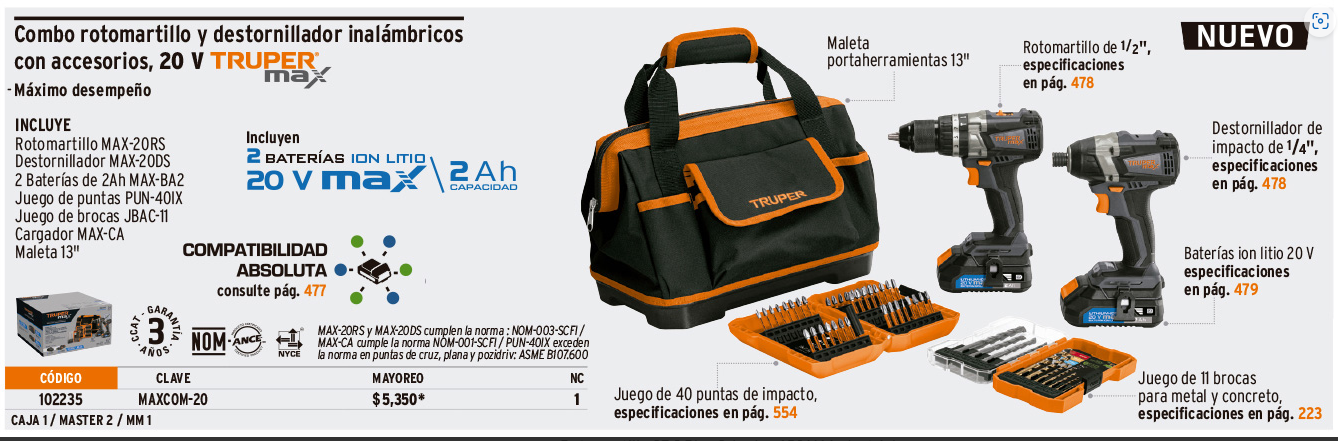 Combo rotomartillo y destornillador inalámbricos
con accesorios, 20 V TRUPER® max
-Máximo desempeño
INCLUYE
Rotomartillo MAX-20RS
Destornillador MAX-20DS
2 Baterías de 2Ah MAX-BA2
Juego de puntas PUN-40IX
Juego de brocas JBAC-11
Cargador MAX-CA
Maleta 13"
Incluyen
2 BATERÍAS ION LITIO
20 V max
2 Ah
CAPACIDAD
COMPATIBILIDAD
ABSOLUTA
consulte pág. 477
TRUPER
max
CCAT. GARANTÍA
3
AÑOS
NOM
ANCE
NYCE
MAX-20RS y MAX-20DS cumplen la norma : NOM-003-SCFI /
MAX-CA cumple la norma NOM-001-SCFI / PUN-40IX exceden
la norma en puntas de cruz, plana y pozidriv: ASME B107.600
CÓDIGO CLAVE MAYOREO NC
102235 MAXCOM-20 $5,350* 1
CAJA 1 / MASTER 2 / MM 1
NUEVO
Maleta
portaherramientas 13"
TRUPER
Rotomartillo de 1/2",
especificaciones
en pág. 478
Destornillador de
impacto de 1/4",
especificaciones
en pág. 478
Baterías ion litio 20 V
especificaciones
en pág. 479
Juego de 40 puntas de impacto,
especificaciones en pág. 554
Juego de 11 brocas
para metal y concreto,
especificaciones en pág. 223